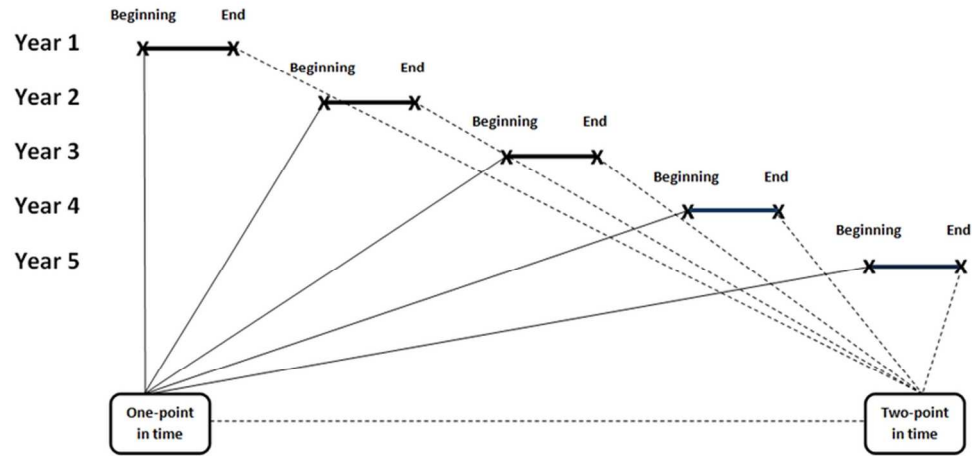 Beginning End
Year 1
Beginning End
Year 2
Beginning End
Year 3
Beginning End
Year 4
Beginning End
Year 5
One-point
in time
Two-point
in time